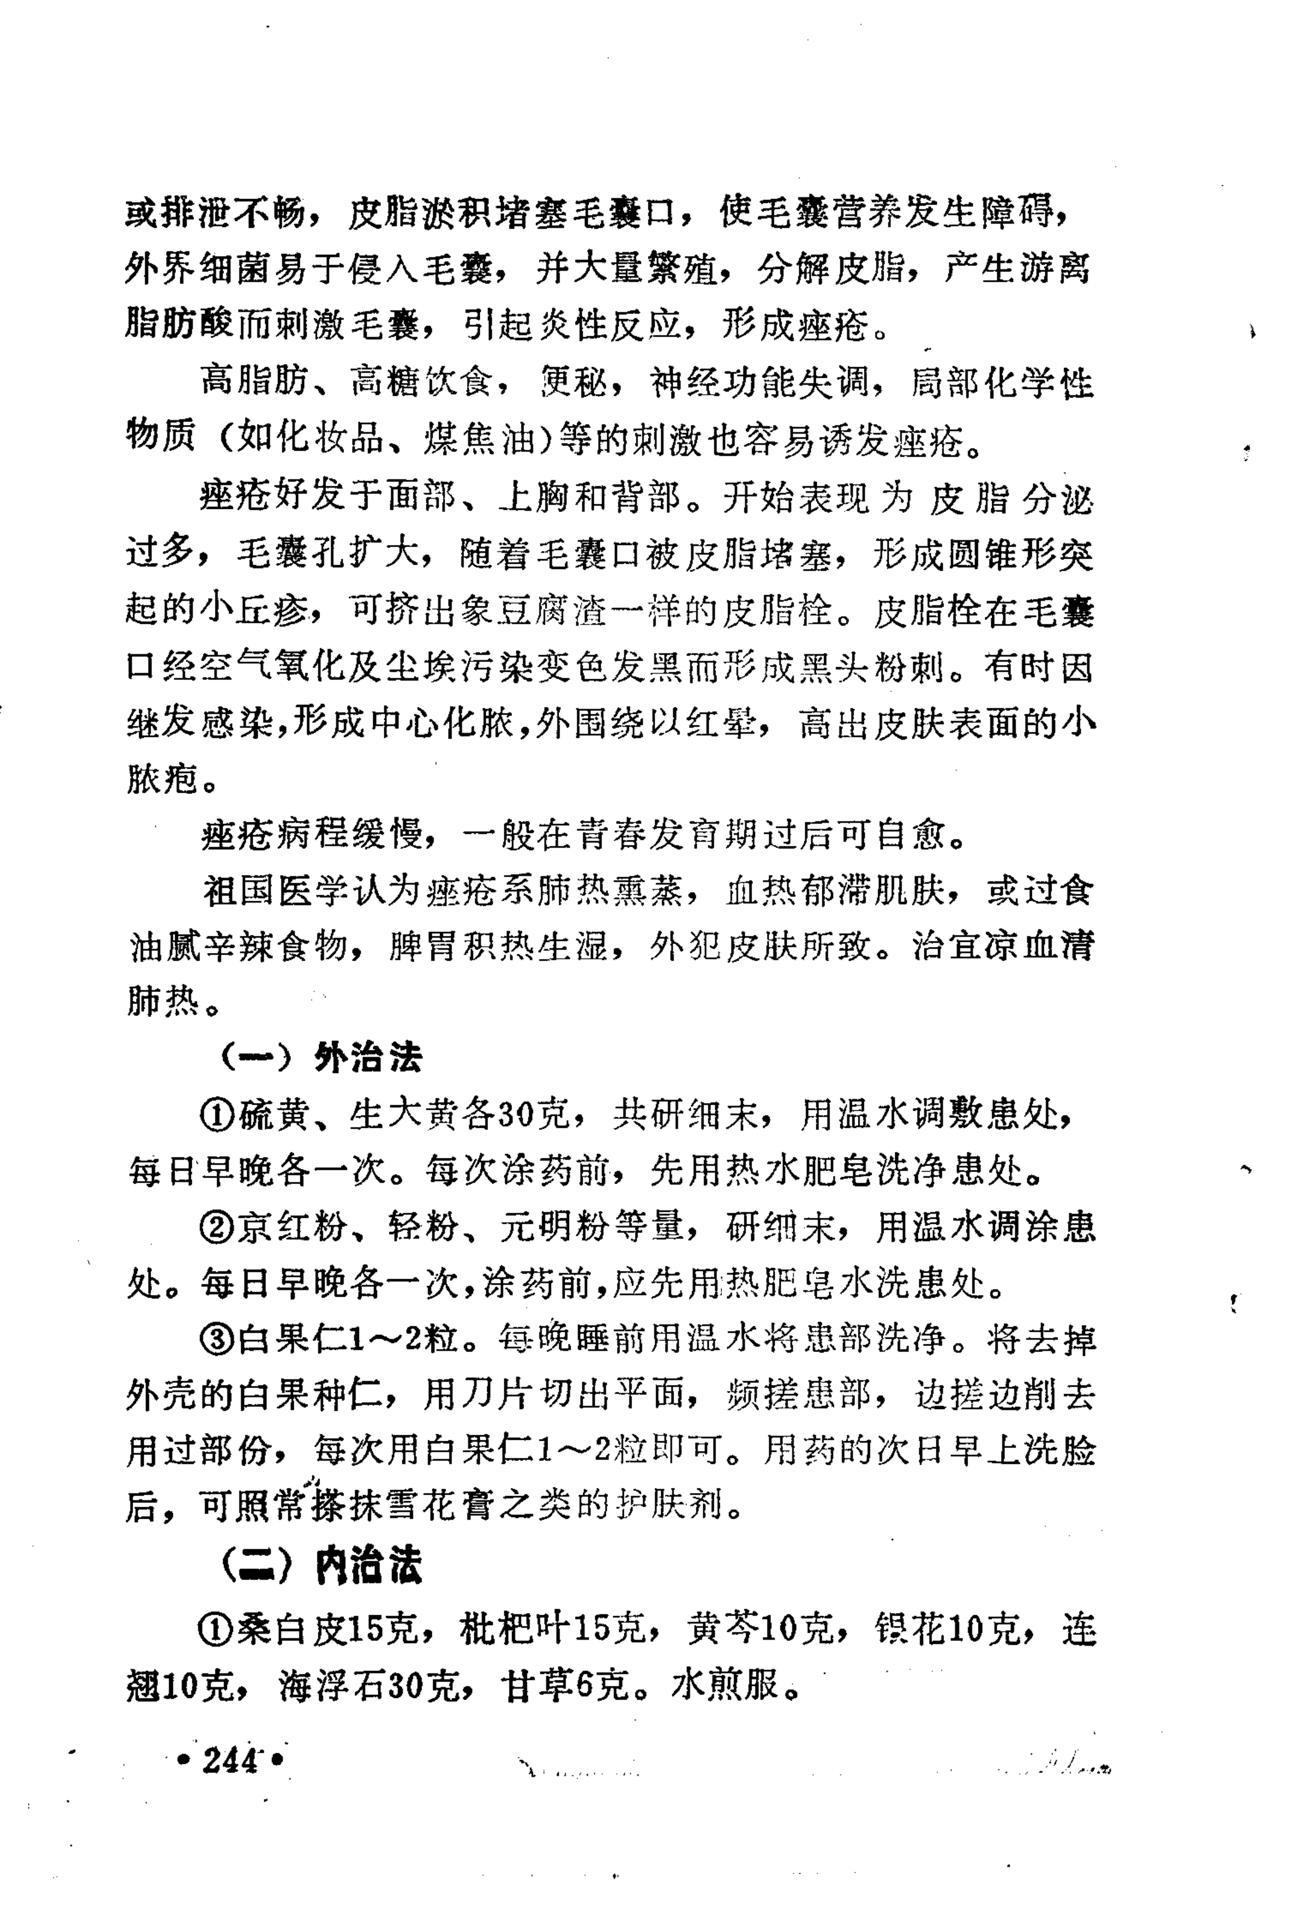 或排泄不畅，皮脂淤积堵塞毛囊口，使毛囊营养发生障碍，
外界细菌易于侵入毛囊，并大量繁殖，分解皮脂，产生游离
脂肪酸而刺激毛囊，引起炎性反应，形成痤疮。
高脂肪、高糖饮食，便秘，神经功能失调，局部化学性
物质（如化妆品、煤焦油）等的刺激也容易诱发痤疮。
痤疮好发于面部、上胸和背部。开始表现为皮脂分泌
过多，毛囊孔扩大，随着毛囊口被皮脂堵塞，形成圆锥形突
起的小丘疹，可挤出象豆腐渣一样的皮脂栓。皮脂栓在毛囊
口经空气氧化及尘埃污染变色发黑而形成黑头粉刺。有时因
继发感染，形成中心化脓，外围绕以红晕，高出皮肤表面的小
脓疱。
痤疮病程缓慢，一般在青春发育期过后可自愈。
祖国医学认为痤疮系肺热熏蒸，血热郁滞肌肤，或过食
油腻辛辣食物，脾胃积热生湿，外犯皮肤所致。治宜凉血清
肺热。
（一）外治法
①硫黄、生大黄各30克，共研细末，用温水调敷患处，
每日早晚各一次。每次涂药前，先用热水肥皂洗净患处。
②京红粉、轻粉、元明粉等量，研细末，用温水调涂患
处。每日早晚各一次，涂药前，应先用热肥皂水洗患处。
③白果仁1～2粒。每晚睡前用温水将患部洗净。将去掉
外壳的白果种仁，用刀片切出平面，频搓患部，边搓边削去
用过部份，每次用白果仁1～2粒即可。用药的次日早上洗脸
后，可照常搽抹雪花膏之类的护肤剂。
（二）内治法
①桑白皮15克，枇杷叶15克，黄芩10克，银花10克，连
翘10克，海浮石30克，甘草6克。水煎服。
·244·